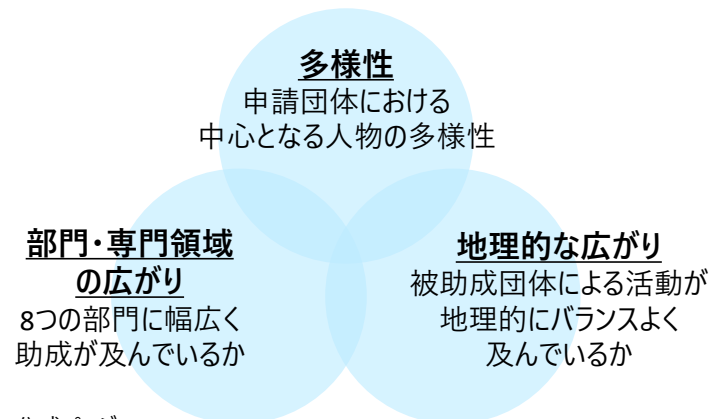 多様性
申請団体における
中心となる人物の多様性
部門・専門領域
の広がり
8つの部門に幅広く
助成が及んでいるか
地理的な広がり
被助成団体による活動が
地理的にバランスよく
及んでいるか